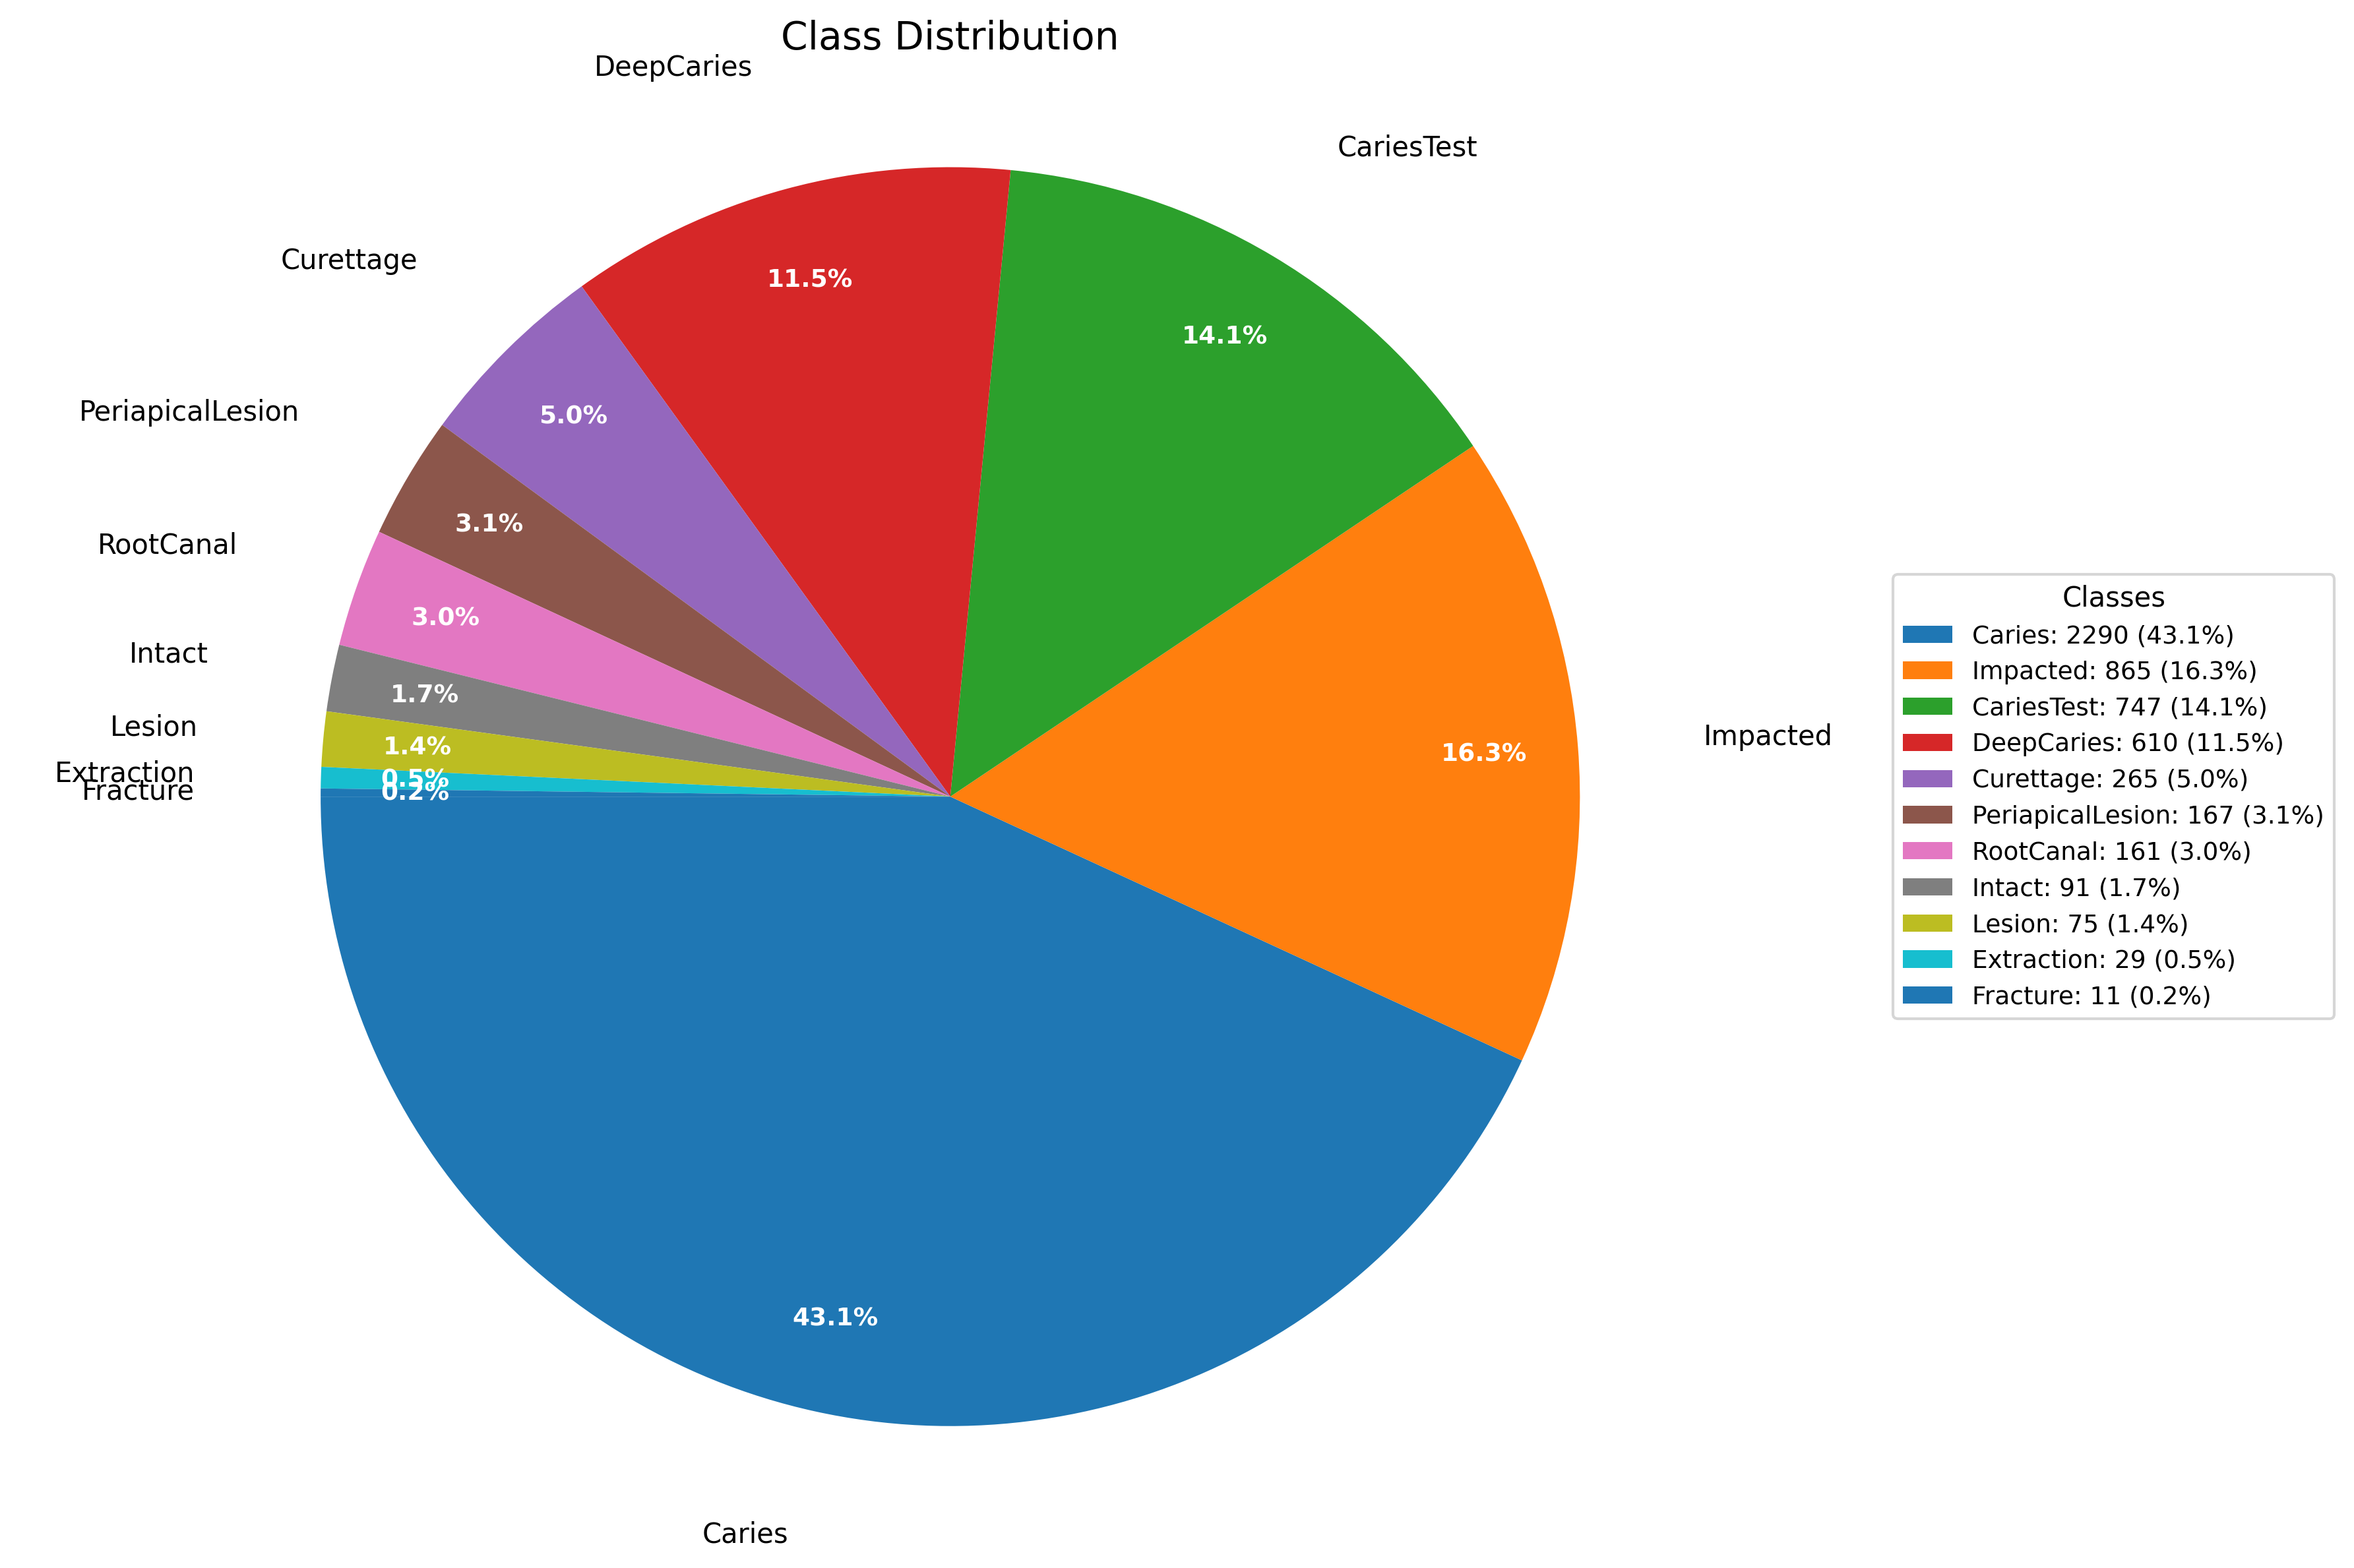 Class Distribution
DeepCaries
CariesTest
Curettage
PeriapicalLesion
RootCanal
Intact
Lesion
Extraction
Fracture
Impacted
Caries
11.5%
14.1%
5.0%
3.1%
3.0%
1.7%
1.4%
0.5%
0.2%
16.3%
43.1%
Classes
Caries: 2290 (43.1%)
Impacted: 865 (16.3%)
CariesTest: 747 (14.1%)
DeepCaries: 610 (11.5%)
Curettage: 265 (5.0%)
PeriapicalLesion: 167 (3.1%)
RootCanal: 161 (3.0%)
Intact: 91 (1.7%)
Lesion: 75 (1.4%)
Extraction: 29 (0.5%)
Fracture: 11 (0.2%)